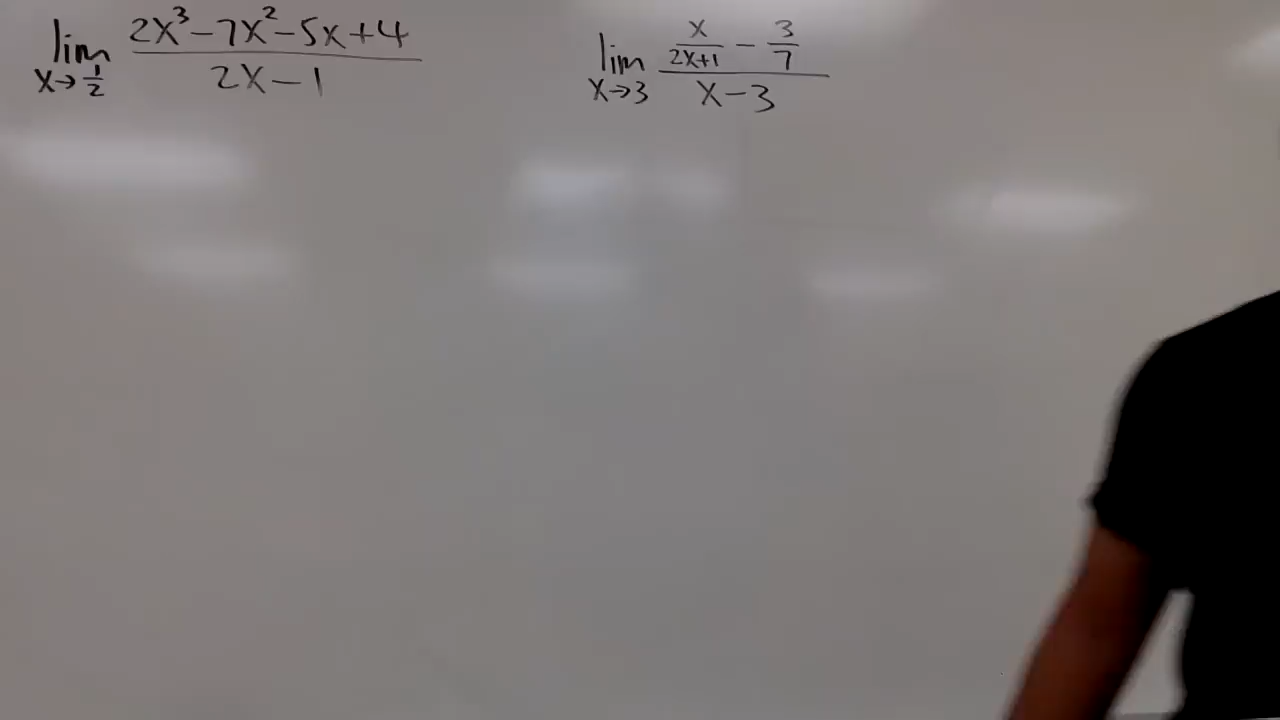 lim x→1/2 (2x³ - 7x² - 5x + 4)/(2x - 1)
lim x→3 (x/(2x+1) - 3/7)/(x - 3)